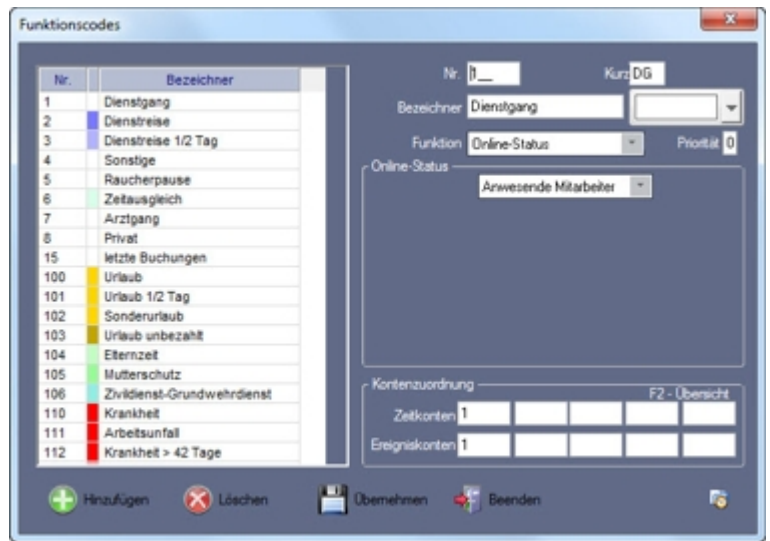 Funktionscodes
Nr. Bezeichner
1 Dienstgang
2 Dienstreise
3 Dienstreise 1/2 Tag
4 Sonstige
5 Raucherpause
6 Zeitausgleich
7 Arztgang
8 Privat
15 letzte Buchungen
100 Urlaub
101 Urlaub 1/2 Tag
102 Sonderurlaub
103 Urlaub unbezahlt
104 Elternzeit
105 Mutterschutz
106 Zivildienst-Grundwehrdienst
110 Krankheit
111 Arbeitsunfall
112 Krankheit > 42 Tage
Nr. 1__ Kurz DG
Bezeichner Dienstgang
Funktion Online-Status Priorität 0
Online-Status
Anwesende Mitarbeiter
Kontenzuordnung
F2 - Übersicht
Zeitkonten 1
Ereigniskonten 1
Hinzufügen Löschen Übernehmen Beenden